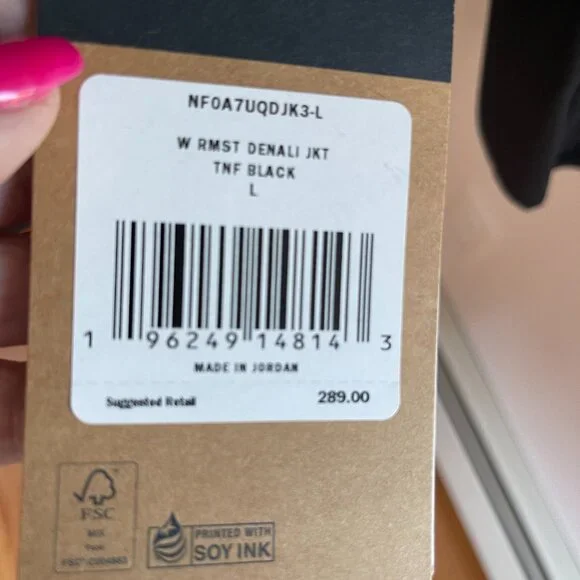 NF0A7UQDJK3-L
W RMST DENALI JKT
TNF BLACK
L
1 96249 14814 3
MADE IN JORDAN
Suggested Retail 289.00
FSC
MIX
PRINTED WITH
SOY INK